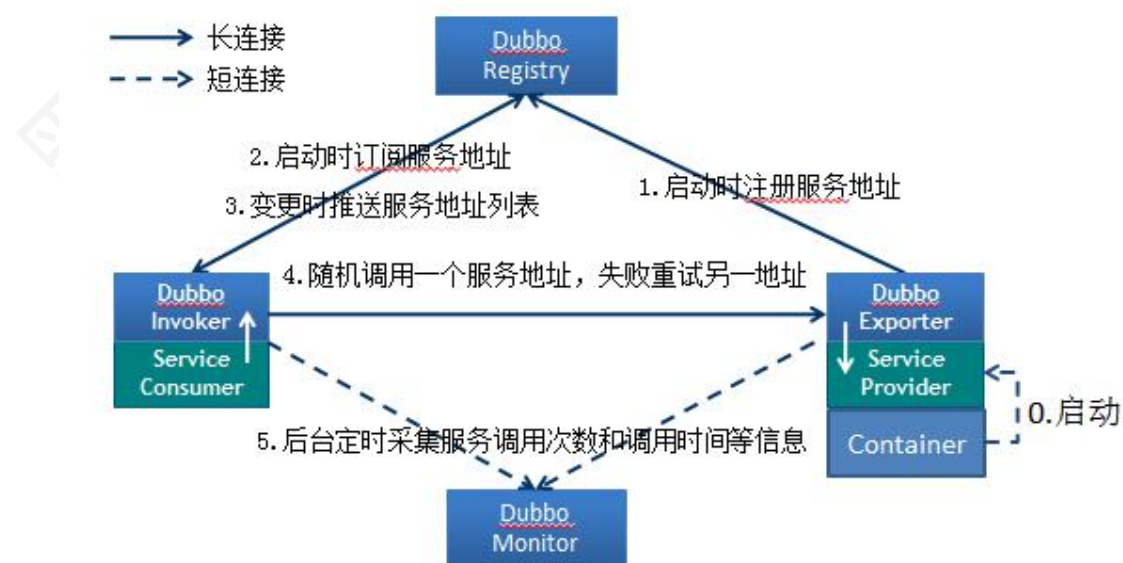 长连接
短连接
Dubbo
Registry
2.启动时订阅服务地址
3.变更时推送服务地址列表
1.启动时注册服务地址
4.随机调用一个服务地址，失败重试另一地址
Dubbo
Invoker
Service
Consumer
Dubbo
Exporter
Service
Provider
Container
0.启动
5.后台定时采集服务调用次数和调用时间等信息
Dubbo
Monitor